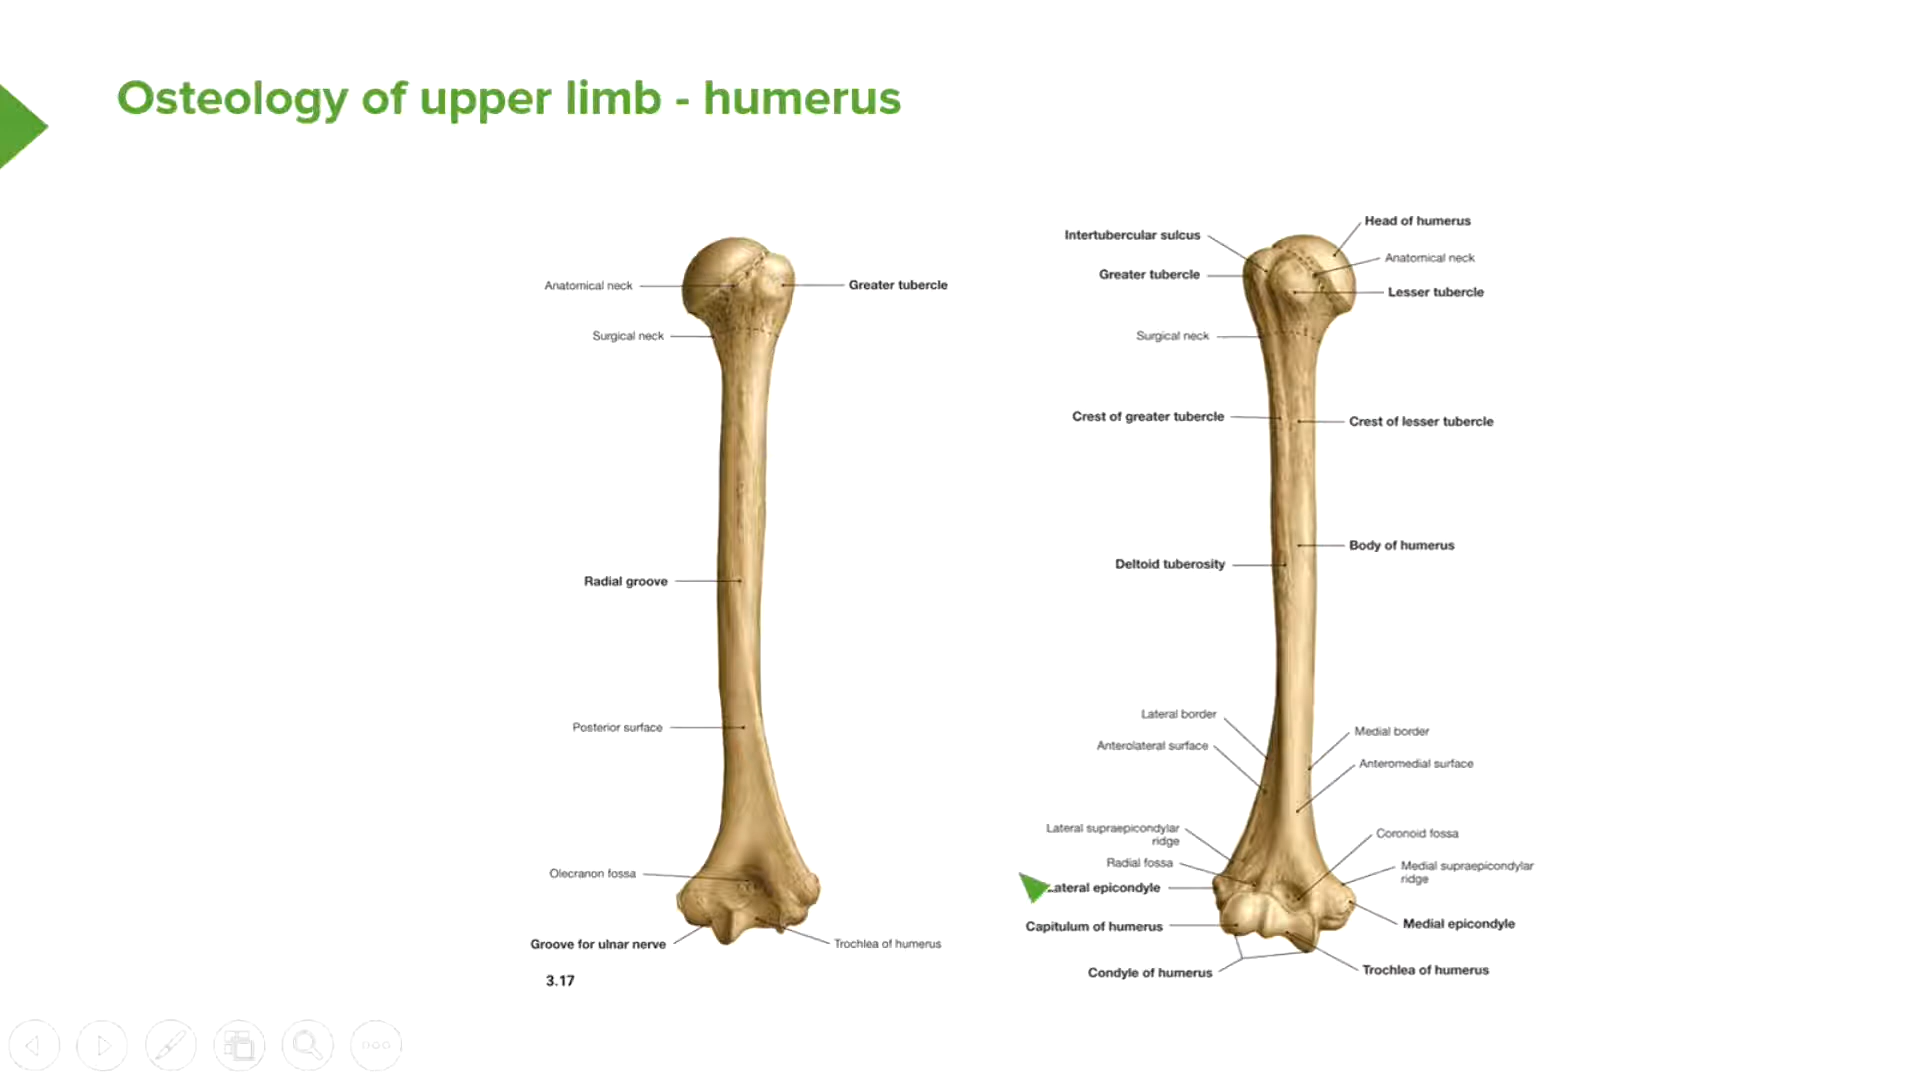 Osteology of upper limb - humerus
Anatomical neck
Greater tubercle
Surgical neck
Radial groove
Posterior surface
Olecranon fossa
Groove for ulnar nerve
Trochlea of humerus
3.17
Head of humerus
Intertubercular sulcus
Anatomical neck
Greater tubercle
Lesser tubercle
Surgical neck
Crest of greater tubercle
Crest of lesser tubercle
Body of humerus
Deltoid tuberosity
Lateral border
Medial border
Anterolateral surface
Anteromedial surface
Lateral supraepicondylar
ridge
Coronoid fossa
Radial fossa
Medial supraepicondylar
ridge
Lateral epicondyle
Capitulum of humerus
Medial epicondyle
Condyle of humerus
Trochlea of humerus